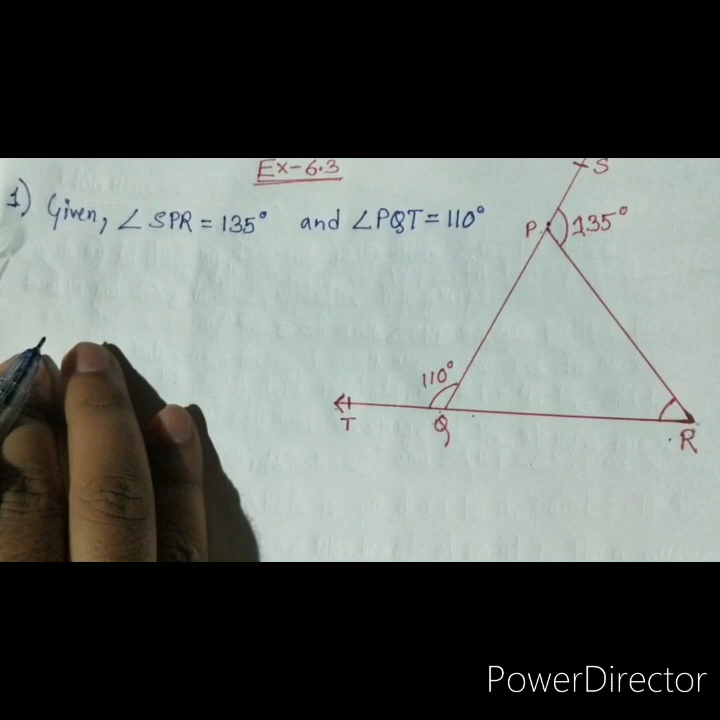 Ex-6.3
1) Given, ∠SPR = 135° and ∠PQT = 110°
S
P
135°
110°
T
Q
R
PowerDirector